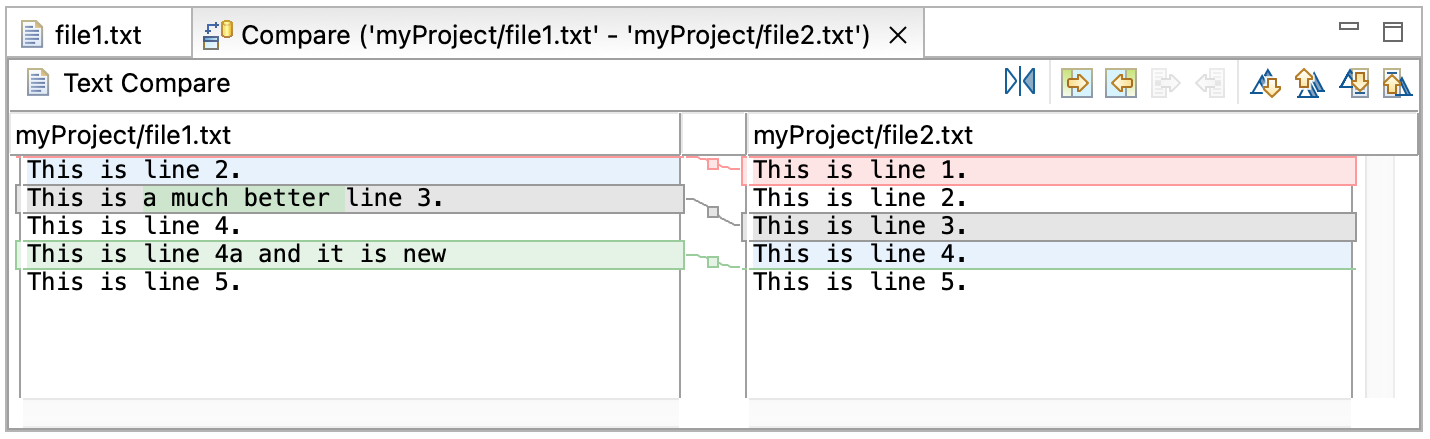 file1.txt
Compare ('myProject/file1.txt' - 'myProject/file2.txt')
Text Compare
myProject/file1.txt
This is line 2.
This is a much better line 3.
This is line 4.
This is line 4a and it is new
This is line 5.
myProject/file2.txt
This is line 1.
This is line 2.
This is line 3.
This is line 4.
This is line 5.